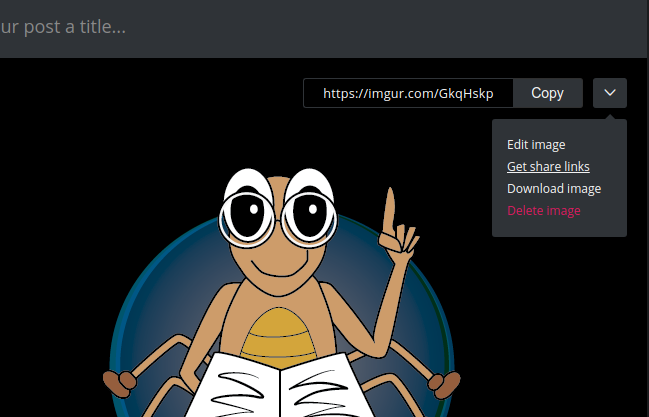 ur post a title...
https://imgur.com/GkqHskp
Copy
Edit image
Get share links
Download image
Delete image